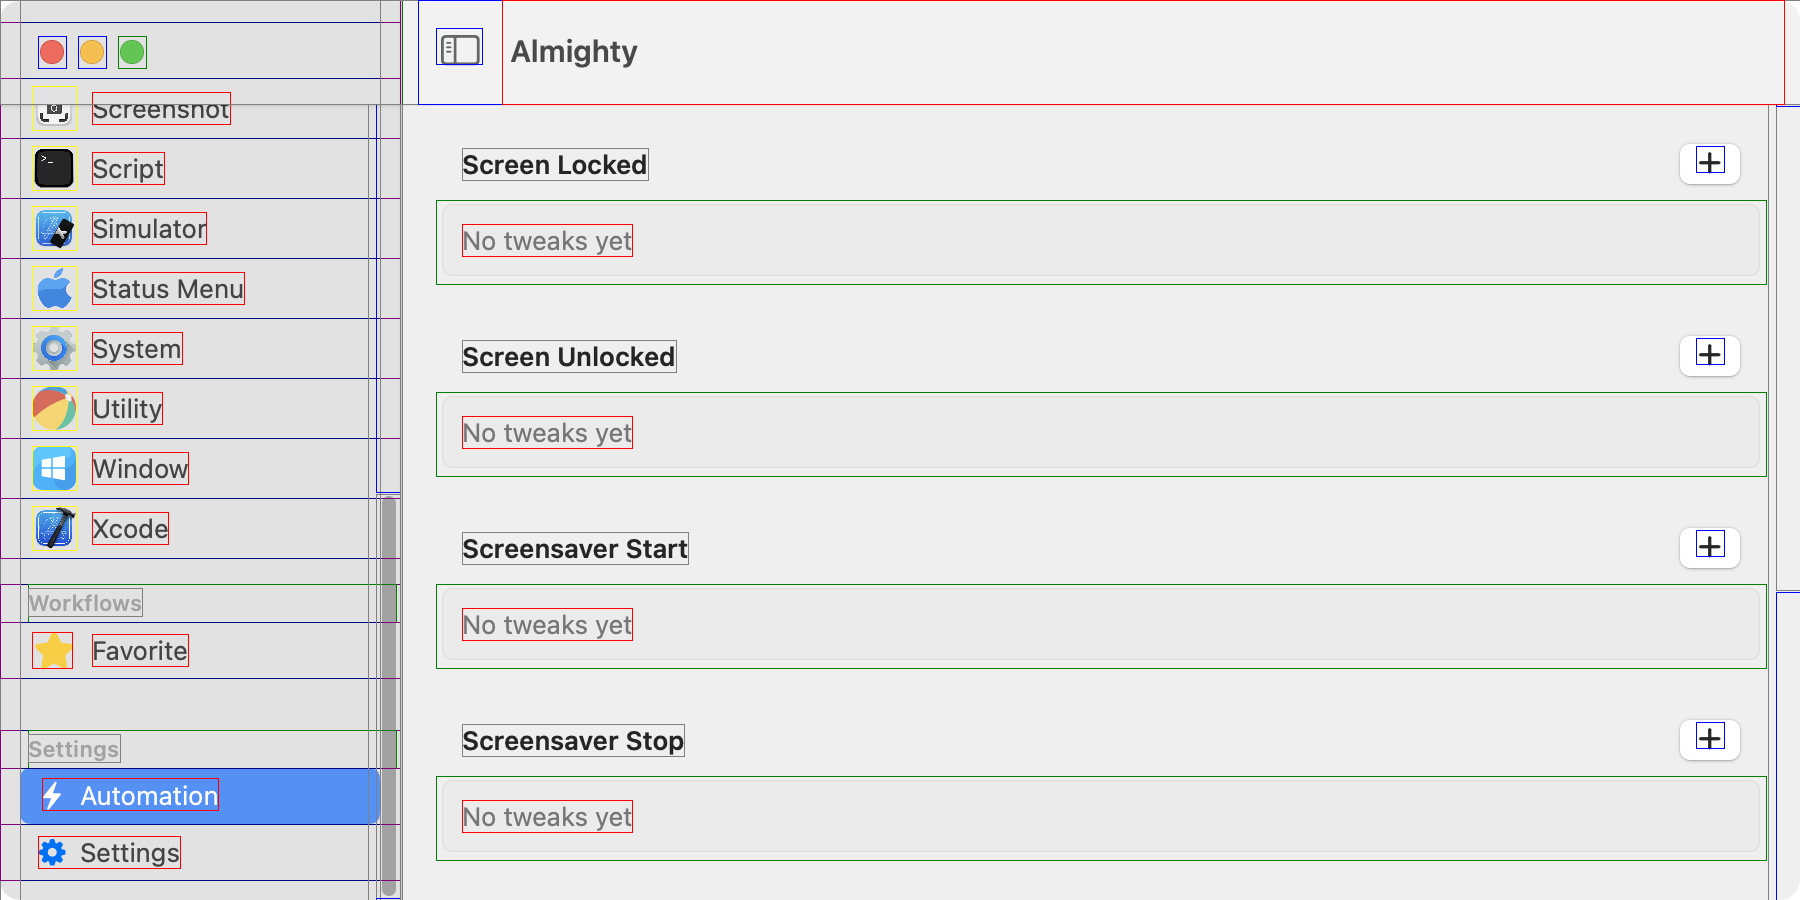 Almighty
Screenshot
Script
Simulator
Status Menu
System
Utility
Window
Xcode
Workflows
Favorite
Settings
Automation
Settings
Screen Locked
No tweaks yet
Screen Unlocked
No tweaks yet
Screensaver Start
No tweaks yet
Screensaver Stop
No tweaks yet